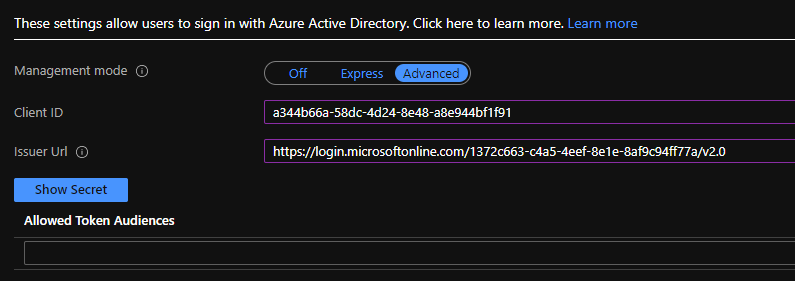 These settings allow users to sign in with Azure Active Directory. Click here to learn more. Learn more
Management mode
Off Express Advanced
Client ID
a344b66a-58dc-4d24-8e48-a8e944bf1f91
Issuer Url
https://login.microsoftonline.com/1372c663-c4a5-4eef-8e1e-8af9c94ff77a/v2.0
Show Secret
Allowed Token Audiences